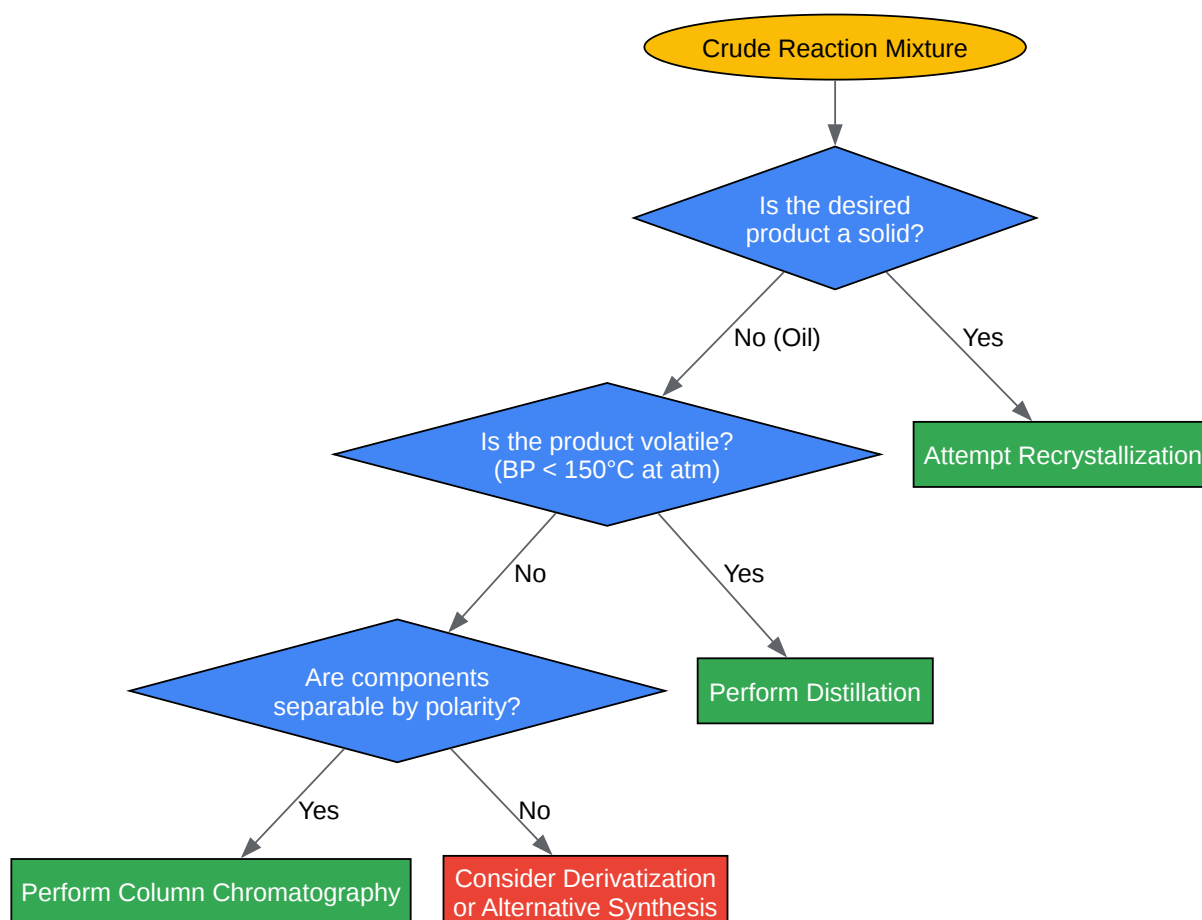 Crude Reaction Mixture
Is the desired
product a solid?
No (Oil)
Yes
Is the product volatile?
(BP < 150°C at atm)
Attempt Recrystallization
No
Yes
Are components
separable by polarity?
Perform Distillation
Yes
No
Perform Column Chromatography
Consider Derivatization
or Alternative Synthesis